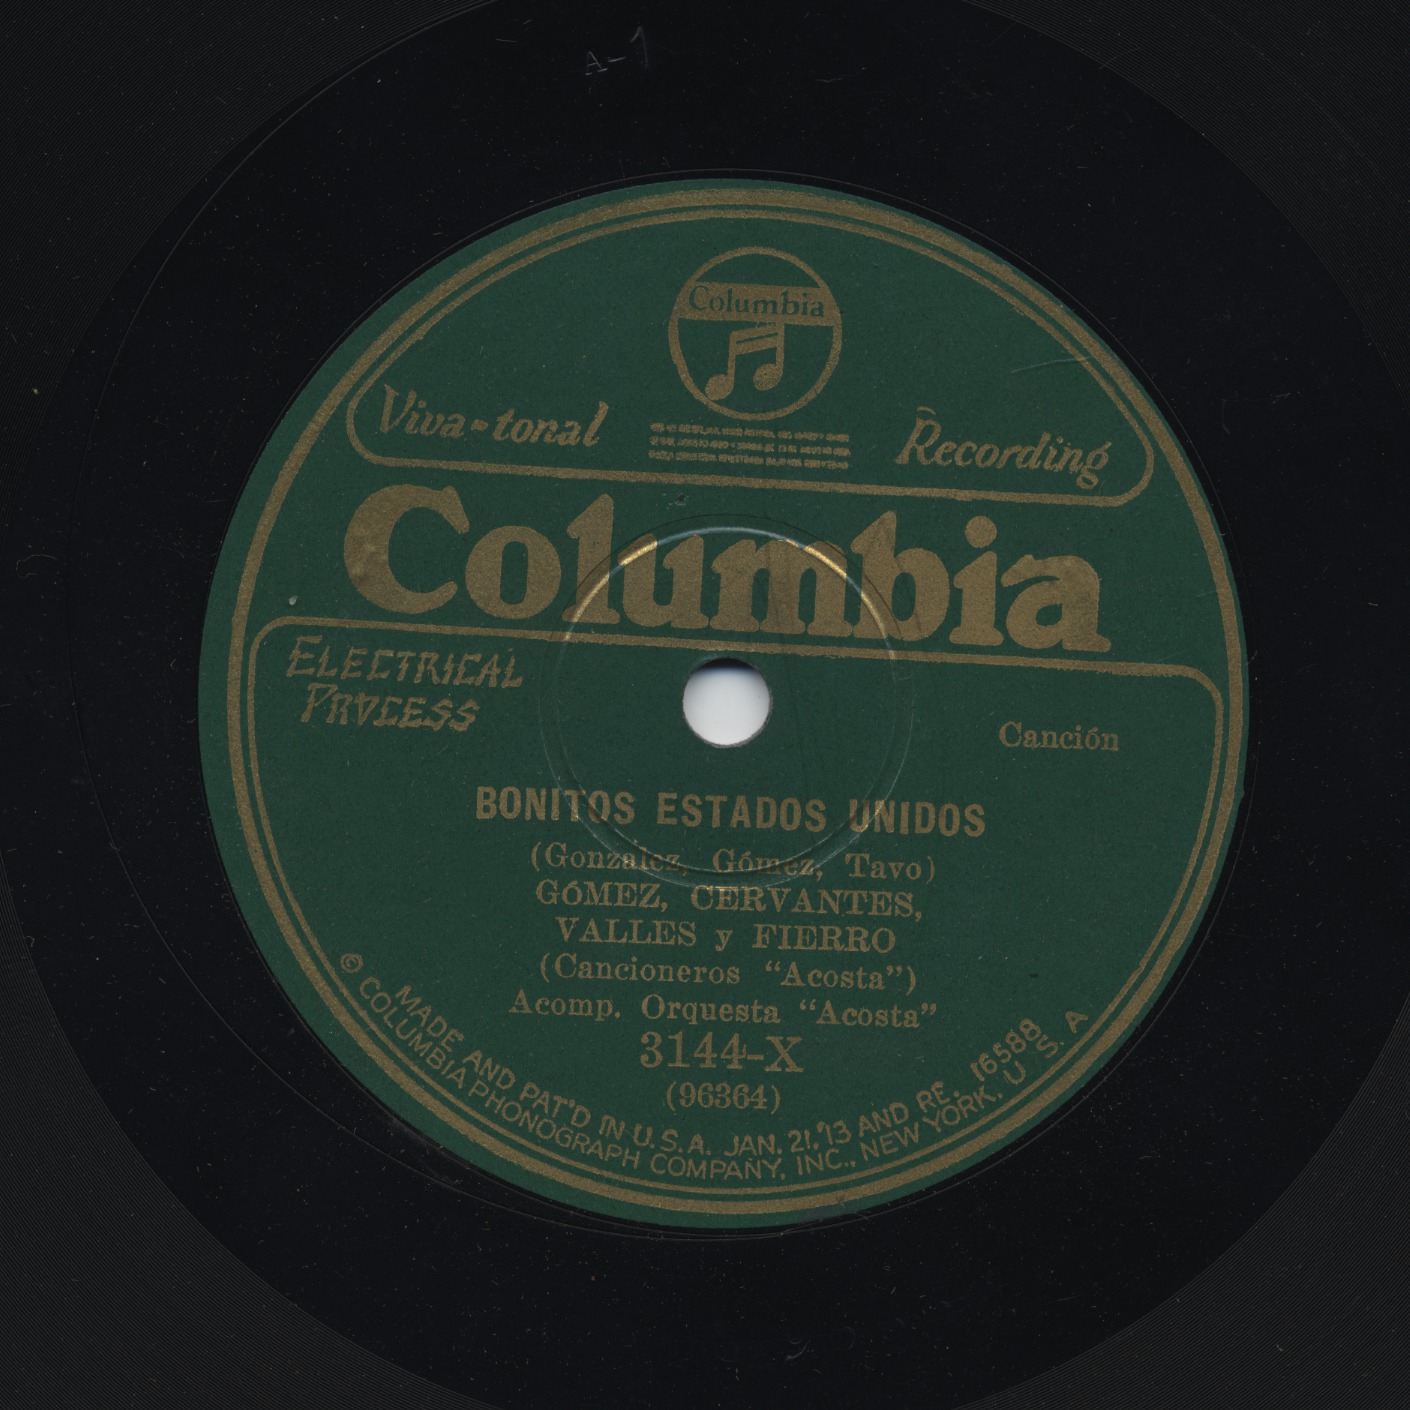 A-1
Columbia
Viva-tonal Recording
Columbia
ELECTRICAL
PROCESS
Canción
BONITOS ESTADOS UNIDOS
(Gonzalez, Gómez, Tavo)
GÓMEZ, CERVANTES,
VALLES y FIERRO
(Cancioneros "Acosta")
Acomp. Orquesta "Acosta"
3144-X
(96364)
MADE AND PAT'D IN U.S.A. JAN. 21,'13 AND RE. 16588
© COLUMBIA PHONOGRAPH COMPANY, INC., NEW YORK, U.S.A